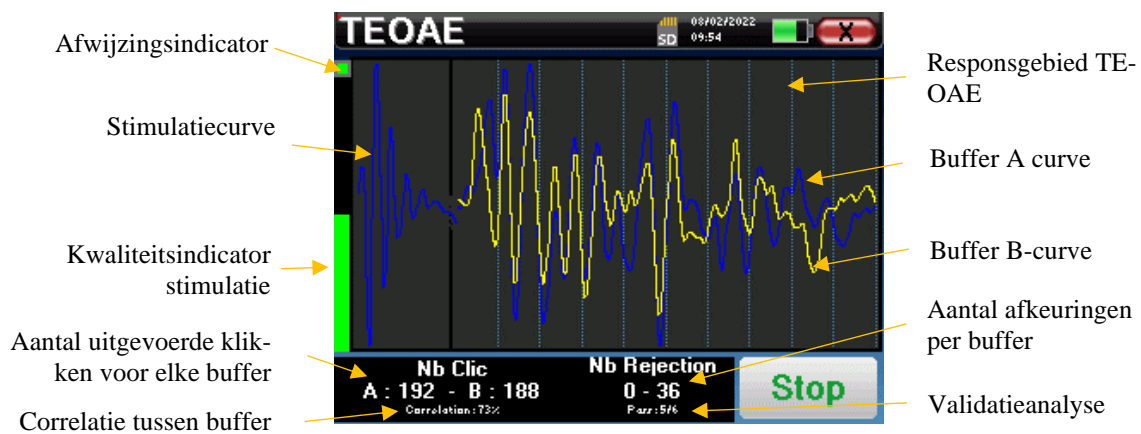 TEOAE
SD
08/02/2022
09:54
X
Afwijzingsindicator
Stimulatiecurve
Kwaliteitsindicator
stimulatie
Aantal uitgevoerde klik-
ken voor elke buffer
Correlatie tussen buffer
Responsgebied TE-
OAE
Buffer A curve
Buffer B-curve
Aantal afkeuringen
per buffer
Validatieanalyse
Nb Clic
A : 192 - B : 188
Correlation : 73%
Nb Rejection
0 - 36
Pass : 5/6
Stop